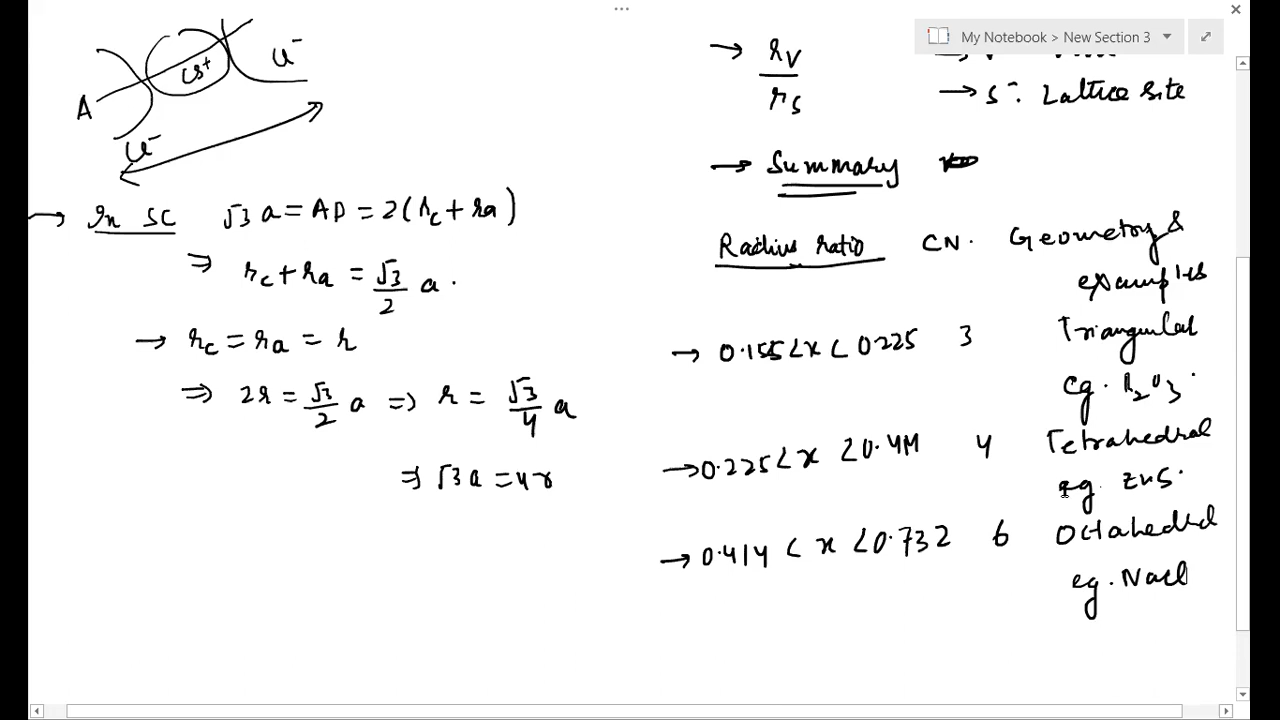 My Notebook > New Section 3
Cs+
Cl-
A
Cl-
→ In SC √3 a = AD = 2(rc + ra)
⇒ rc + ra = √3/2 a.
→ rc = ra = r
⇒ 2r = √3/2 a ⇒ r = √3/4 a
⇒ √3 a = 4r
→ rv/rs
→ S: Lattice site
→ Summary
Radius ratio CN. Geometry &
examples
→ 0.155 < x < 0.225 3 Triangular
eg. B2O3.
→ 0.225 < x < 0.414 4 Tetrahedral
eg. ZnS.
→ 0.414 < x < 0.732 6 Octahedral
eg. NaCl